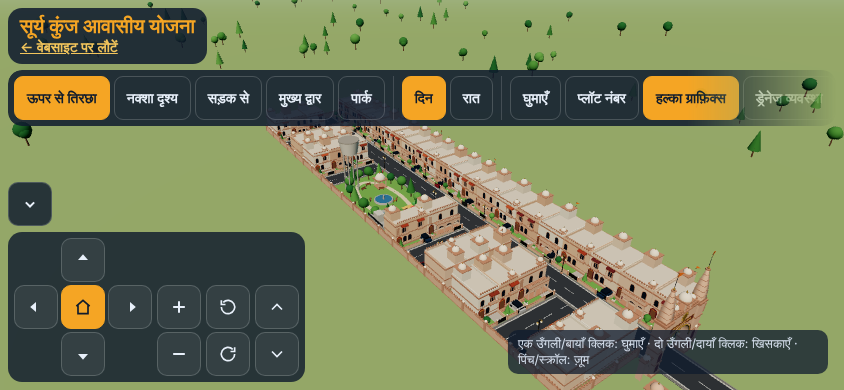 सूर्य कुंज आवासीय योजना
← वेबसाइट पर लौटें
ऊपर से तिरछा
नक्शा दृश्य
सड़क से
मुख्य द्वार
पार्क
दिन
रात
घुमाएँ
प्लॉट नंबर
हल्का ग्राफ़िक्स
ड्रेनेज व्यवस्था
एक उँगली/बायाँ क्लिक: घुमाएँ · दो उँगली/दायाँ क्लिक: खिसकाएँ ·
पिंच/स्क्रॉल: ज़ूम